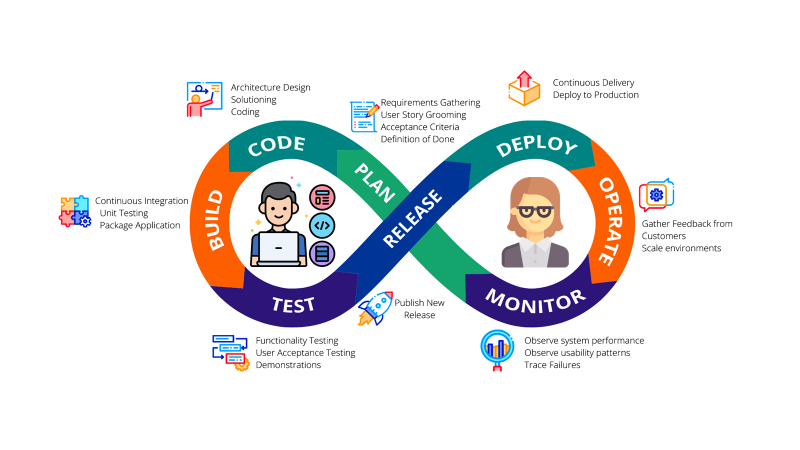 Architecture Design
Solutioning
Coding
Requirements Gathering
User Story Grooming
Acceptance Criteria
Definition of Done
Continuous Delivery
Deploy to Production
CODE
PLAN
DEPLOY
BUILD
RELEASE
OPERATE
Continuous Integration
Unit Testing
Package Application
Gather Feedback from
Customers
Scale environments
TEST
MONITOR
Publish New
Release
Functionality Testing
User Acceptance Testing
Demonstrations
Observe system performance
Observe usability patterns
Trace Failures